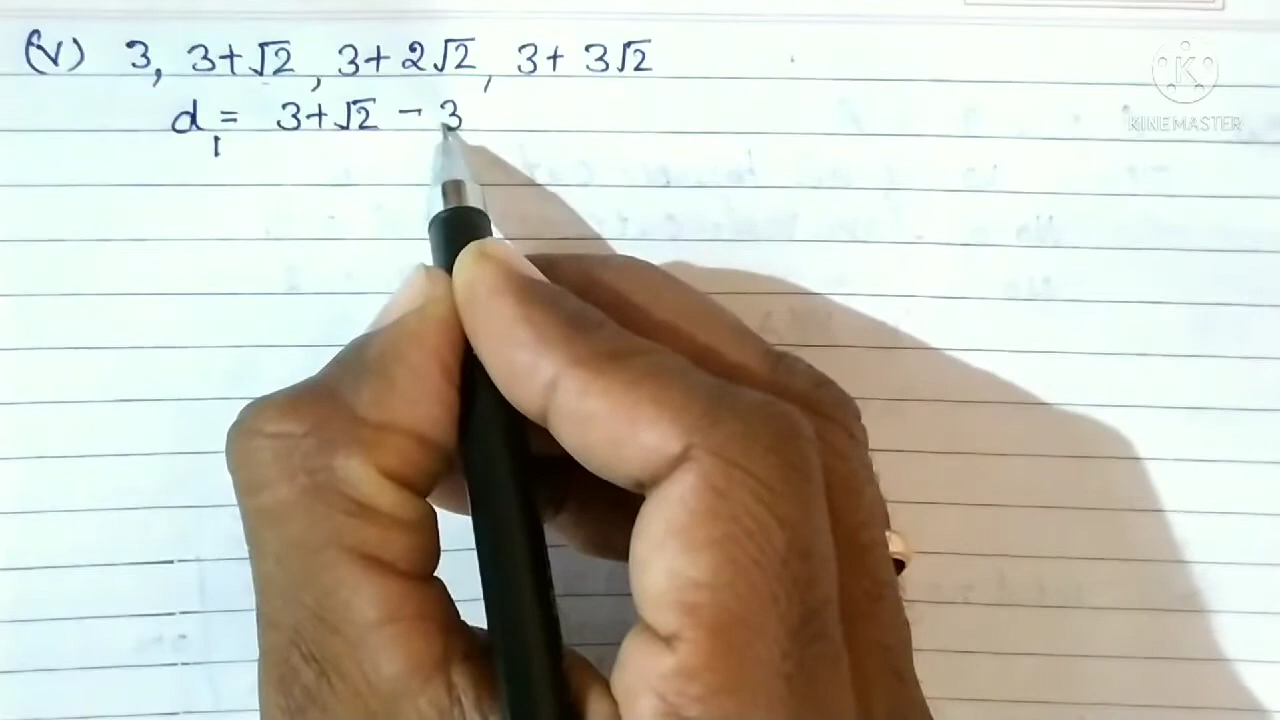 (v) 3, 3+√2, 3+2√2, 3+ 3√2
d₁ = 3+√2 - 3
KINEMASTER